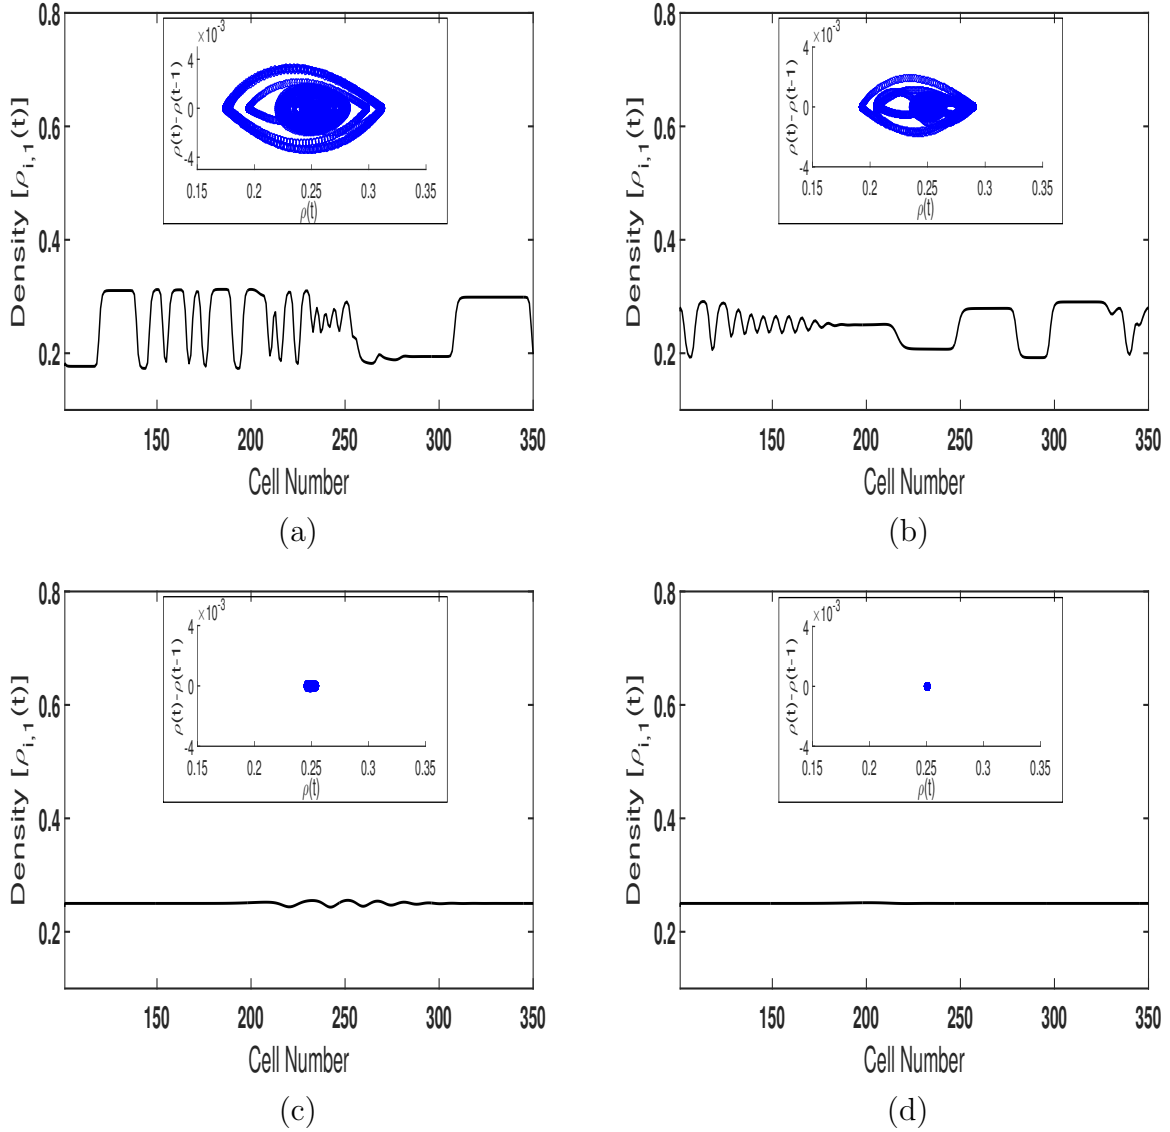 0.8
0.6
0.4
0.2
Density [ρi,1(t)]
150 200 250 300 350
Cell Number
×10-3
4
0
-4
ρ(t)-ρ(t-1)
0.15 0.2 0.25 0.3 0.35
ρ(t)
(a)
0.8
0.6
0.4
0.2
Density [ρi,1(t)]
150 200 250 300 350
Cell Number
×10-3
4
0
-4
ρ(t)-ρ(t-1)
0.15 0.2 0.25 0.3 0.35
ρ(t)
(b)
0.8
0.6
0.4
0.2
Density [ρi,1(t)]
150 200 250 300 350
Cell Number
×10-3
4
0
-4
ρ(t)-ρ(t-1)
0.15 0.2 0.25 0.3 0.35
ρ(t)
(c)
0.8
0.6
0.4
0.2
Density [ρi,1(t)]
150 200 250 300 350
Cell Number
×10-3
4
0
-4
ρ(t)-ρ(t-1)
0.15 0.2 0.25 0.3 0.35
ρ(t)
(d)